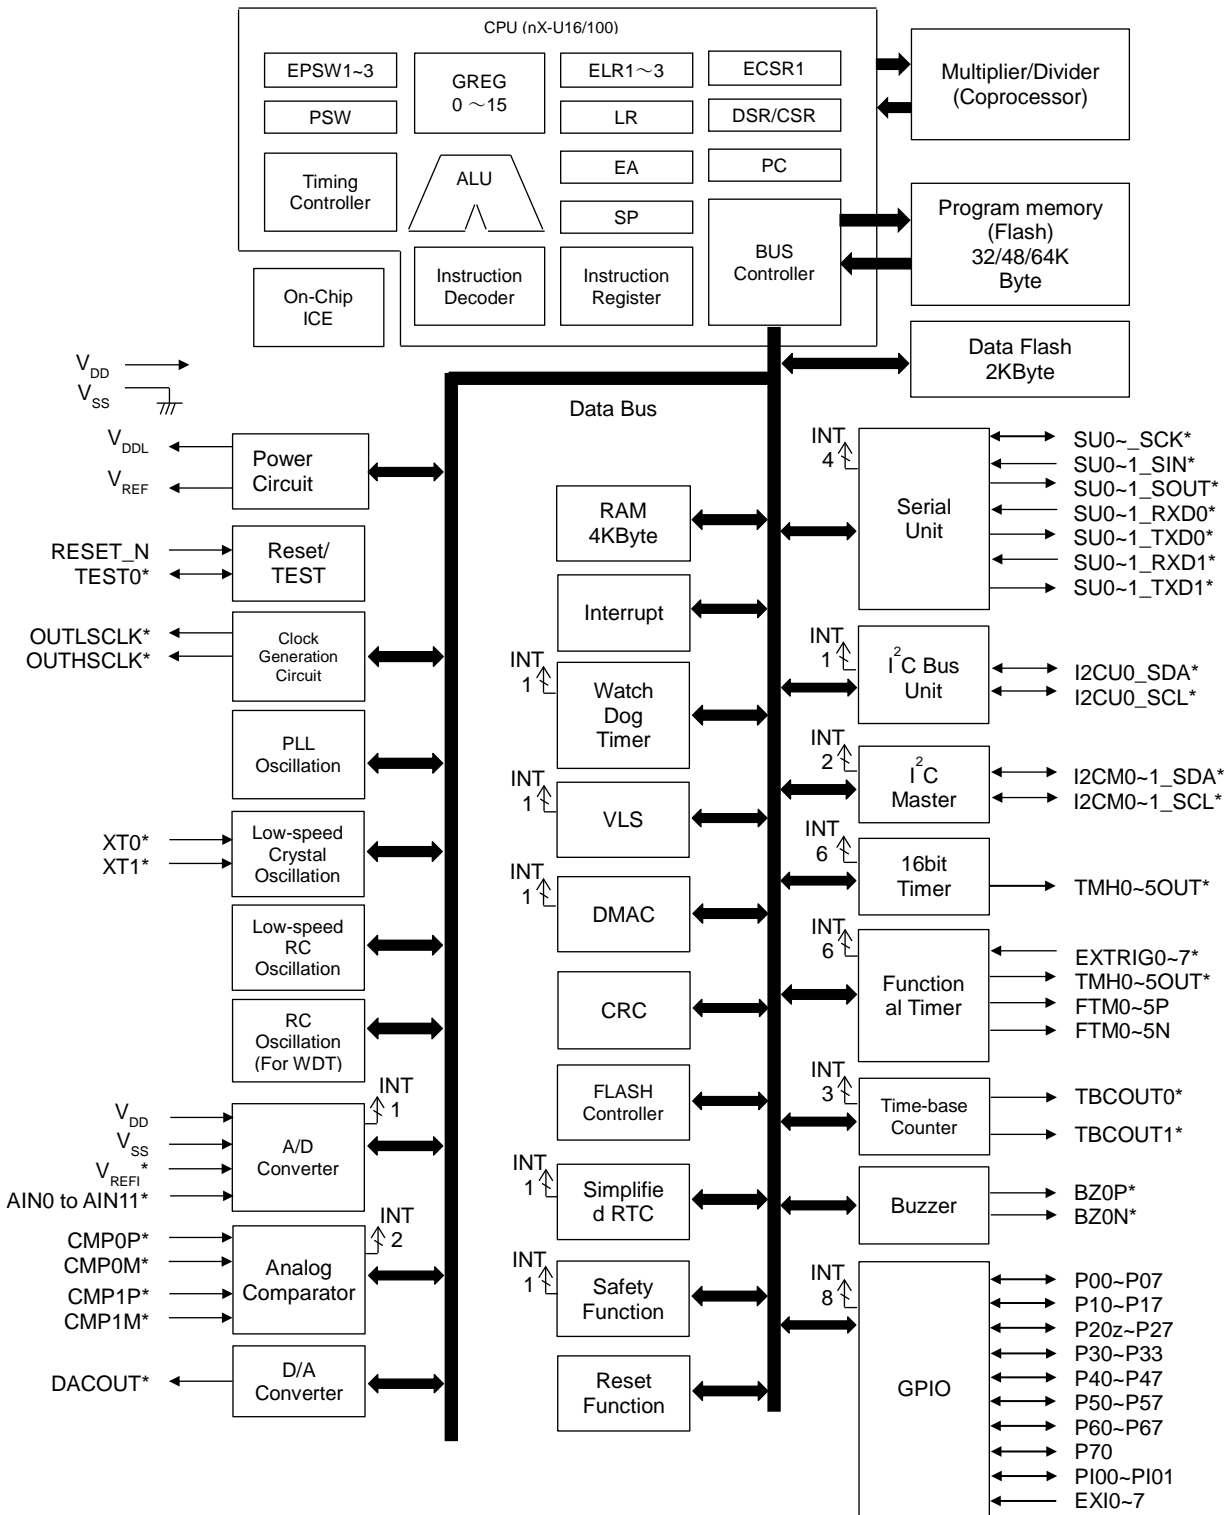 CPU (nX-U16/100)
EPSW1~3
GREG
0 ～15
ELR1～3
ECSR1
PSW
LR
DSR/CSR
Timing
Controller
ALU
EA
PC
SP
BUS
Controller
Instruction
Decoder
Instruction
Register
On-Chip
ICE
Multiplier/Divider
(Coprocessor)
Program memory
(Flash)
32/48/64K
Byte
Data Flash
2KByte
VDD
VSS
Data Bus
VDDL
VREF
Power
Circuit
RESET_N
TEST0*
Reset/
TEST
OUTLSCLK*
OUTHSCLK*
Clock
Generation
Circuit
PLL
Oscillation
XT0*
XT1*
Low-speed
Crystal
Oscillation
Low-speed
RC
Oscillation
RC
Oscillation
(For WDT)
VDD
VSS
VREFI*
AIN0 to AIN11*
A/D
Converter
INT
1
CMP0P*
CMP0M*
CMP1P*
CMP1M*
Analog
Comparator
INT
2
DACOUT*
D/A
Converter
RAM
4KByte
Interrupt
INT
1
Watch
Dog
Timer
INT
1
VLS
INT
1
DMAC
CRC
FLASH
Controller
INT
1
Simplifie
d RTC
INT
1
Safety
Function
Reset
Function
INT
4
Serial
Unit
SU0~_SCK*
SU0~1_SIN*
SU0~1_SOUT*
SU0~1_RXD0*
SU0~1_TXD0*
SU0~1_RXD1*
SU0~1_TXD1*
INT
1
I2C Bus
Unit
I2CU0_SDA*
I2CU0_SCL*
INT
2
I2C
Master
I2CM0~1_SDA*
I2CM0~1_SCL*
INT
6
16bit
Timer
TMH0~5OUT*
INT
6
Function
al Timer
EXTRIG0~7*
TMH0~5OUT*
FTM0~5P
FTM0~5N
INT
3
Time-base
Counter
TBCOUT0*
TBCOUT1*
Buzzer
BZ0P*
BZ0N*
INT
8
GPIO
P00~P07
P10~P17
P20z~P27
P30~P33
P40~P47
P50~P57
P60~P67
P70
PI00~PI01
EXI0~7